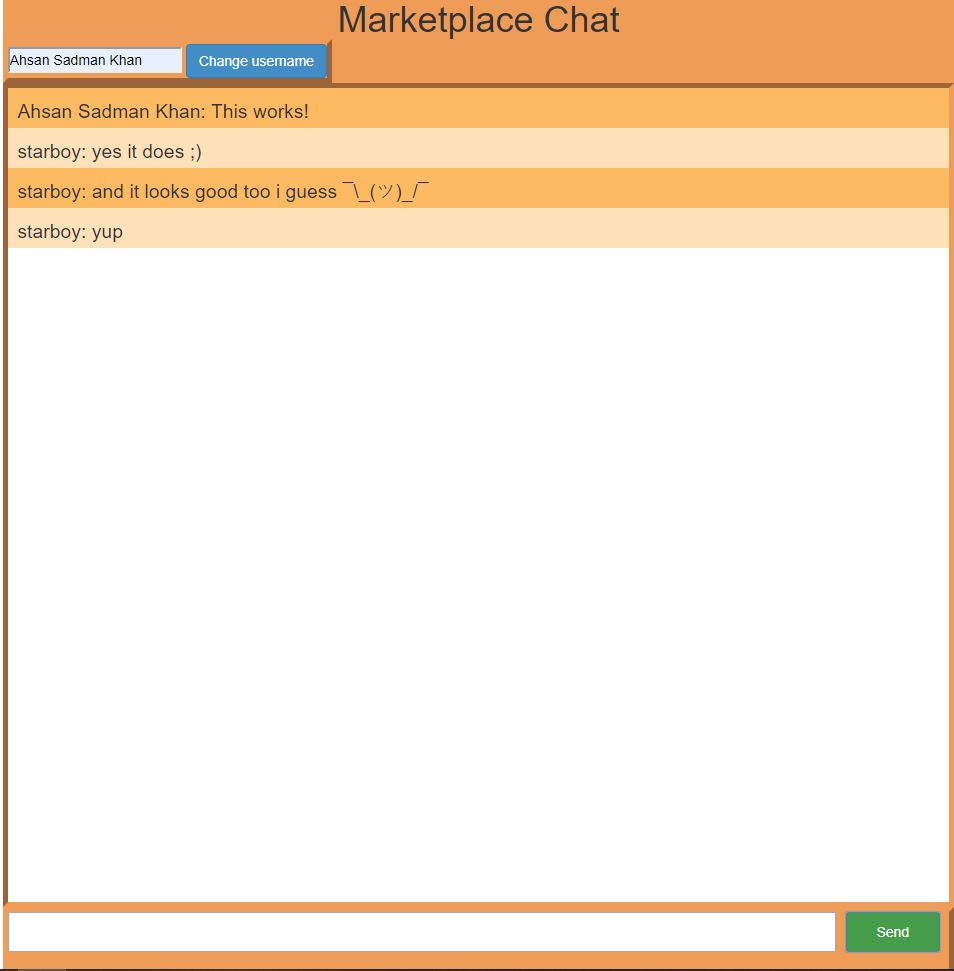 Marketplace Chat
Ahsan Sadman Khan Change username
Ahsan Sadman Khan: This works!
starboy: yes it does ;)
starboy: and it looks good too i guess ¯\_(ツ)_/¯
starboy: yup
Send